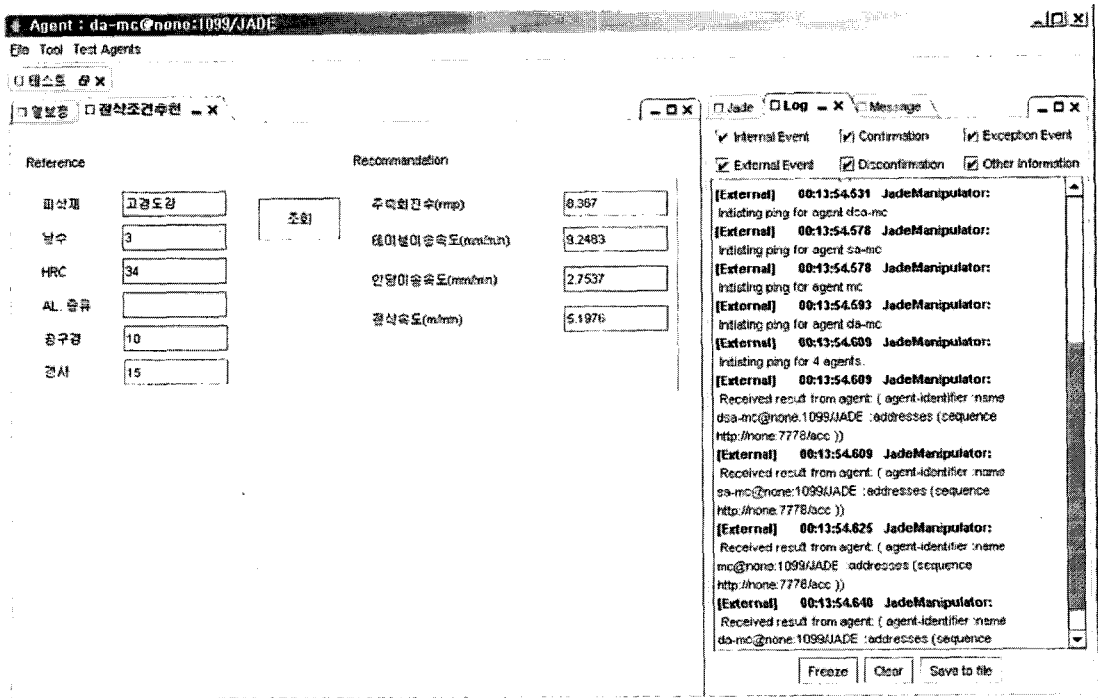 Agent : da-mc@none:1099/JADE
File Tool Test Agents
테스트
절삭조건추천
Jade Log Message
Internal Event Confirmation Exception Event
External Event Disconfirmation Other Information
Reference Recommandation
피삭재 고경도강
날수 3
HRC 34
AL. 종류
공구경 10
경사 15
조회
주축회전수(rmp) 8.367
테이블이송속도(mm/min) 9.2483
인당이송속도(mm/min) 2.7537
절삭속도(m/min) 5.1976
[External] 00:13:54.531 JadeManipulator:
Initiating ping for agent dsa-mc
[External] 00:13:54.578 JadeManipulator:
Initiating ping for agent sa-mc
[External] 00:13:54.578 JadeManipulator:
Initiating ping for agent mc
[External] 00:13:54.593 JadeManipulator:
Initiating ping for agent da-mc
[External] 00:13:54.609 JadeManipulator:
Initiating ping for 4 agents.
[External] 00:13:54.609 JadeManipulator:
Received result from agent: ( agent-identifier :name
dsa-mc@none:1099/JADE :addresses (sequence
http://none:7778/acc ))
[External] 00:13:54.609 JadeManipulator:
Received result from agent: ( agent-identifier :name
sa-mc@none:1099/JADE :addresses (sequence
http://none:7778/acc ))
[External] 00:13:54.625 JadeManipulator:
Received result from agent: ( agent-identifier :name
mc@none:1099/JADE :addresses (sequence
http://none:7778/acc ))
[External] 00:13:54.640 JadeManipulator:
Received result from agent: ( agent-identifier :name
da-mc@none:1099/JADE :addresses (sequence
Freeze Clear Save to file